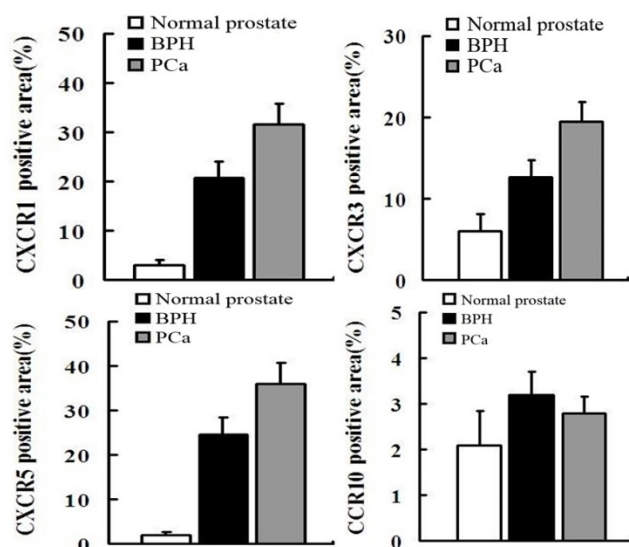 Normal prostate
BPH
PCa
CXCR1 positive area(%)
50
40
30
20
10
0
Normal prostate
BPH
PCa
CXCR3 positive area(%)
30
20
10
0
Normal prostate
BPH
PCa
CXCR5 positive area(%)
50
40
30
20
10
0
Normal prostate
BPH
PCa
CCR10 positive area(%)
5
4
3
2
1
0